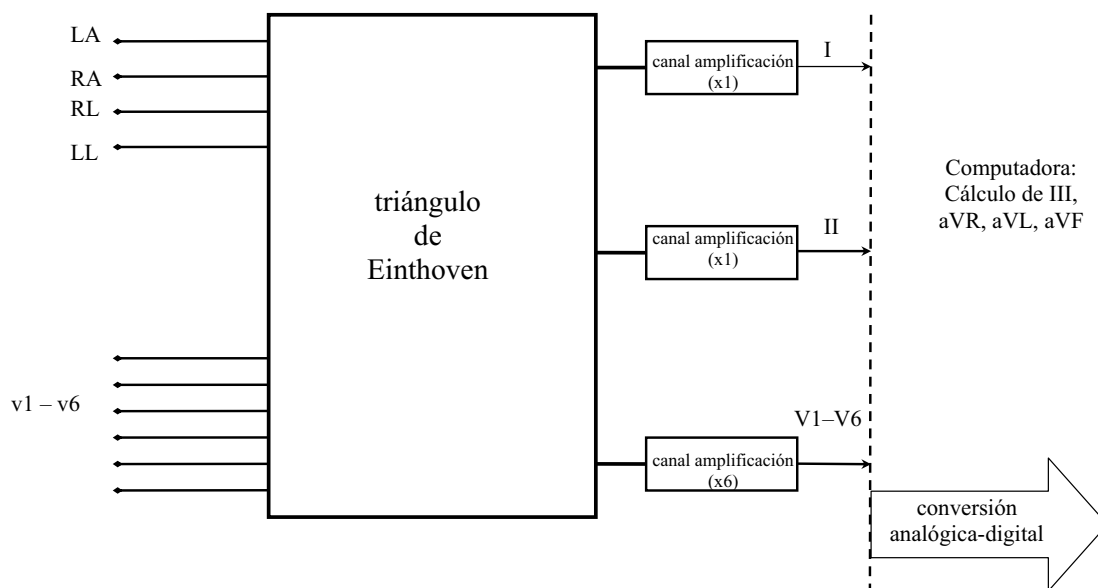 LA
RA
RL
LL
v1 – v6
triángulo
de
Einthoven
canal amplificación
(x1)
I
canal amplificación
(x1)
II
canal amplificación
(x6)
V1–V6
Computadora:
Cálculo de III,
aVR, aVL, aVF
conversión
analógica-digital